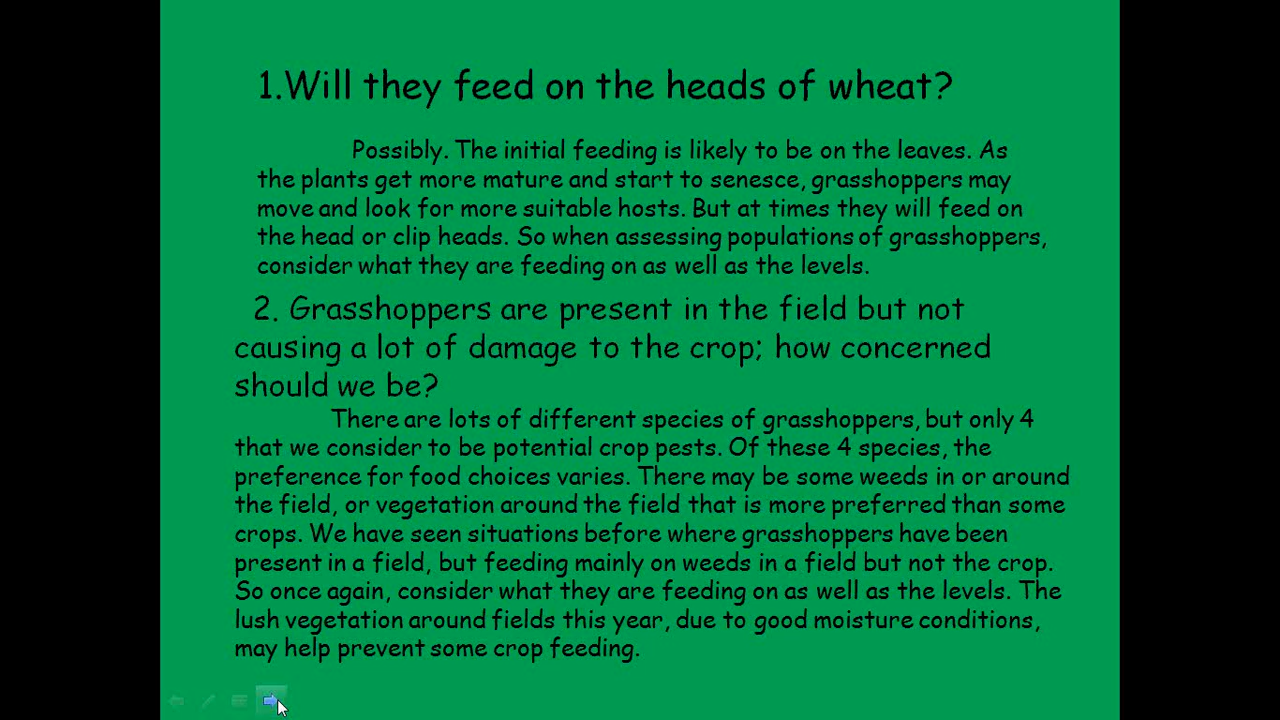 1.Will they feed on the heads of wheat?
Possibly. The initial feeding is likely to be on the leaves. As
the plants get more mature and start to senesce, grasshoppers may
move and look for more suitable hosts. But at times they will feed on
the head or clip heads. So when assessing populations of grasshoppers,
consider what they are feeding on as well as the levels.
2. Grasshoppers are present in the field but not
causing a lot of damage to the crop; how concerned
should we be?
There are lots of different species of grasshoppers, but only 4
that we consider to be potential crop pests. Of these 4 species, the
preference for food choices varies. There may be some weeds in or around
the field, or vegetation around the field that is more preferred than some
crops. We have seen situations before where grasshoppers have been
present in a field, but feeding mainly on weeds in a field but not the crop.
So once again, consider what they are feeding on as well as the levels. The
lush vegetation around fields this year, due to good moisture conditions,
may help prevent some crop feeding.